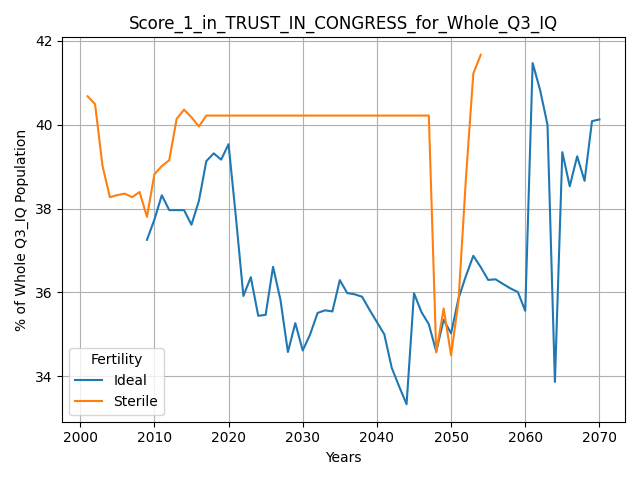 Score_1_in_TRUST_IN_CONGRESS_for_Whole_Q3_IQ
% of Whole Q3_IQ Population
42
40
38
36
34
Fertility
Ideal
Sterile
2000 2010 2020 2030 2040 2050 2060 2070
Years